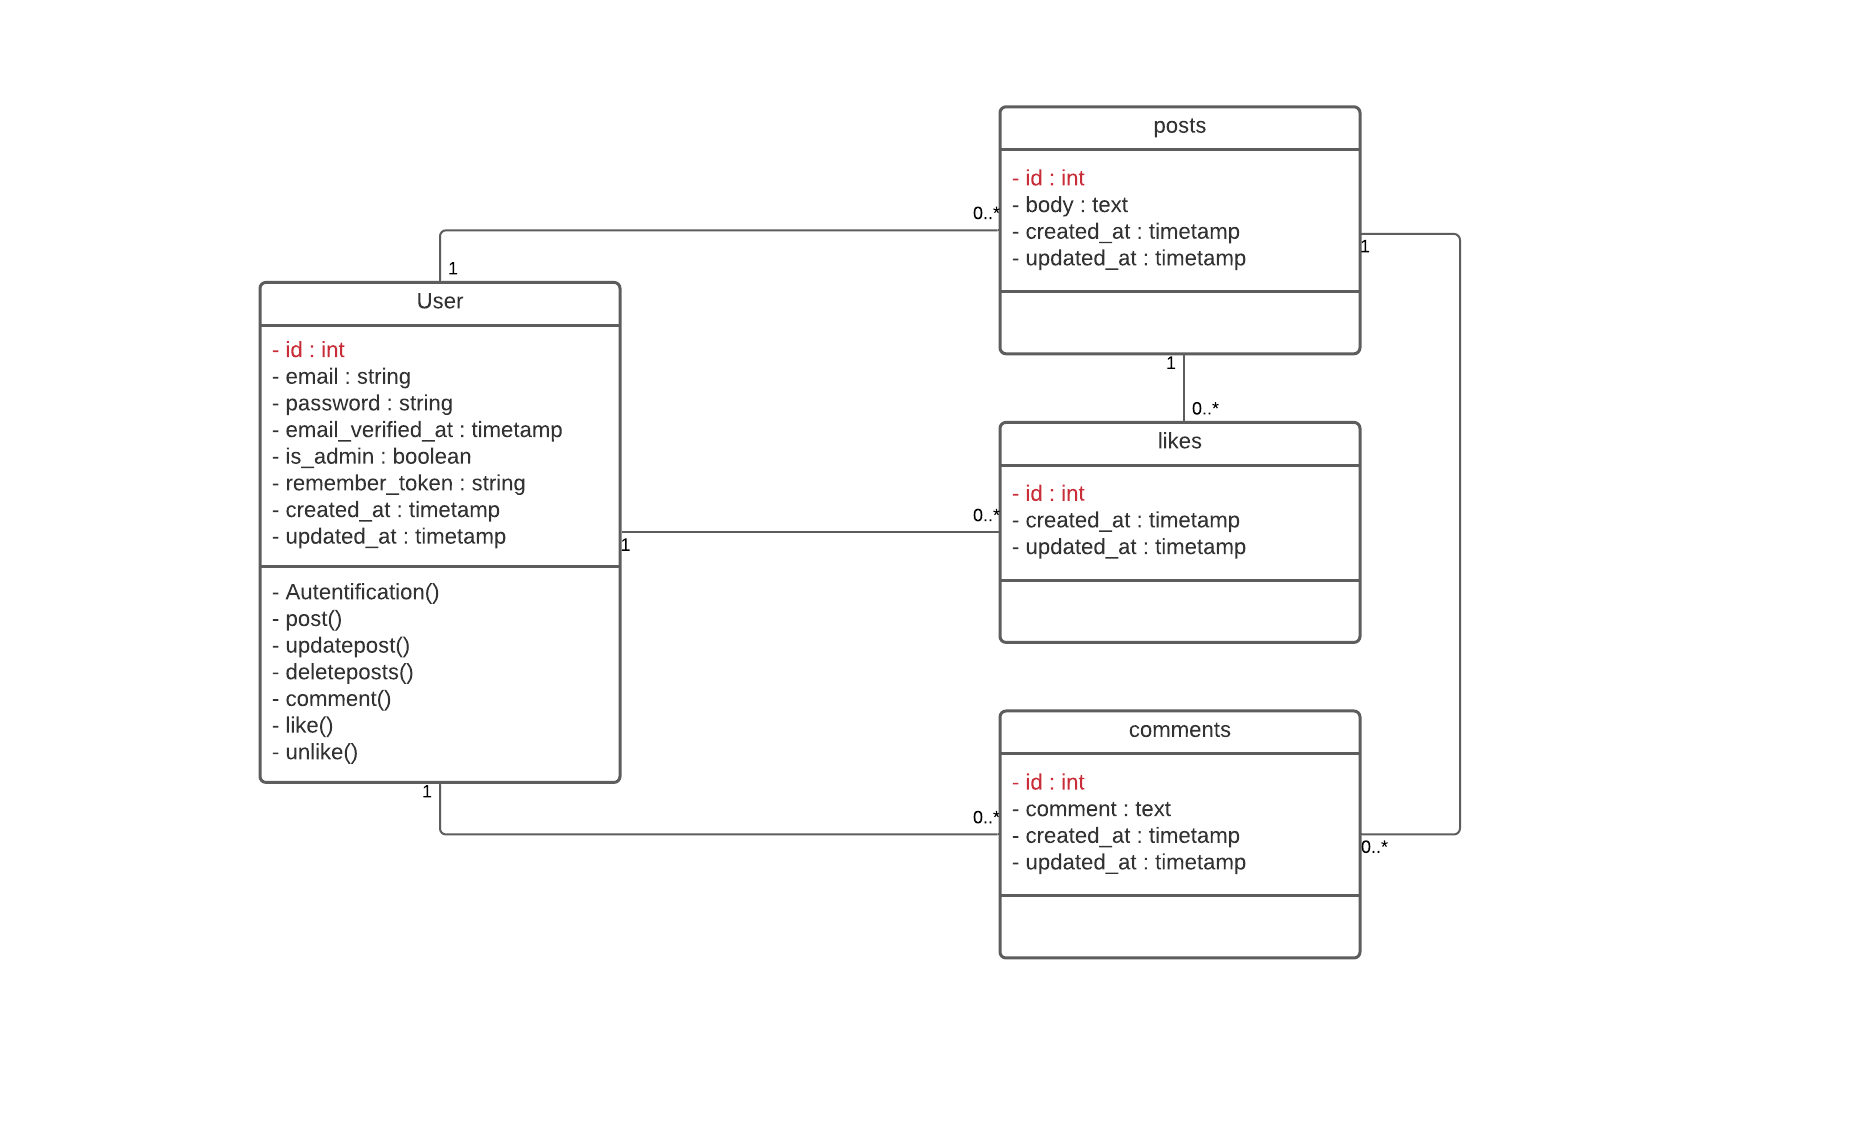 User
- id : int
- email : string
- password : string
- email_verified_at : timetamp
- is_admin : boolean
- remember_token : string
- created_at : timetamp
- updated_at : timetamp
- Autentification()
- post()
- updatepost()
- deleteposts()
- comment()
- like()
- unlike()
1
0..*
1
0..*
1
0..*
posts
- id : int
- body : text
- created_at : timetamp
- updated_at : timetamp
1
1
0..*
likes
- id : int
- created_at : timetamp
- updated_at : timetamp
comments
- id : int
- comment : text
- created_at : timetamp
- updated_at : timetamp
0..*